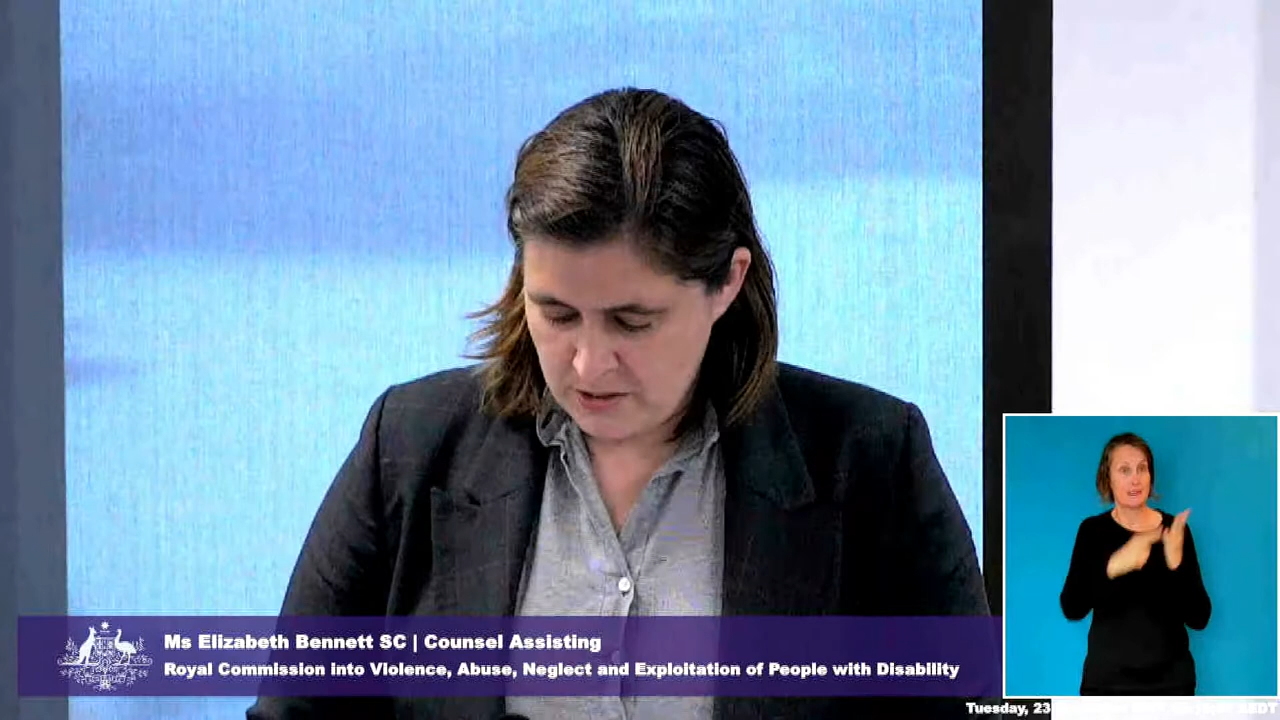 Ms Elizabeth Bennett SC | Counsel Assisting
Royal Commission into Violence, Abuse, Neglect and Exploitation of People with Disability
Tuesday, 23